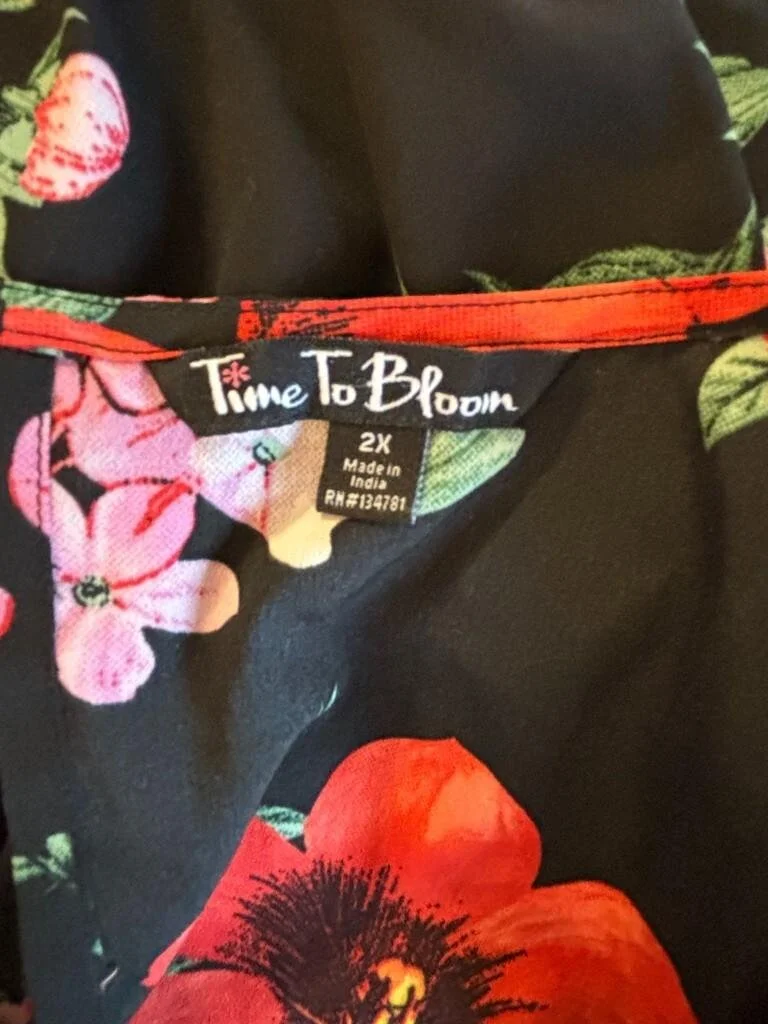 Time To Bloom
2X
Made in
India
RN#134781